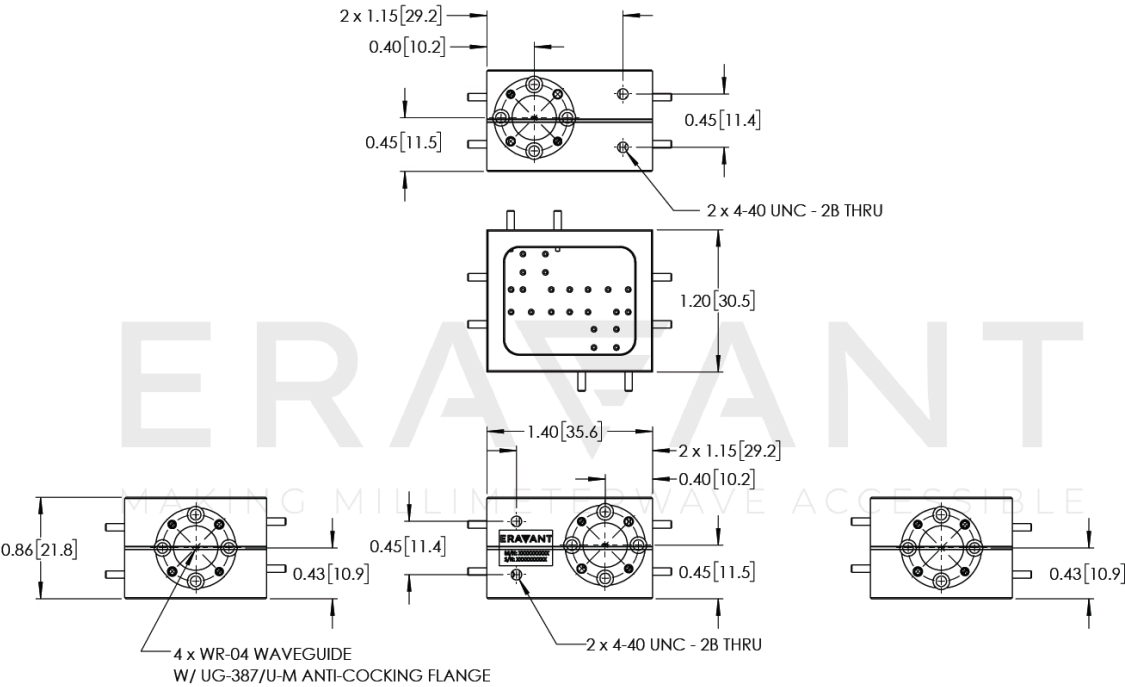 2 x 1.15[29.2]
0.40[10.2]
0.45[11.5]
0.45[11.4]
2 x 4-40 UNC - 2B THRU
1.20[30.5]
ERAVANT
MAKING MILLIMETERWAVE ACCESSIBLE
1.40[35.6]
2 x 1.15[29.2]
0.40[10.2]
0.86[21.8]
0.43[10.9]
0.45[11.4]
ERAVANT
M/N: XXXXXXXXXX
S/N: XXXXXXXXXX
0.45[11.5]
0.43[10.9]
2 x 4-40 UNC - 2B THRU
4 x WR-04 WAVEGUIDE
W/ UG-387/U-M ANTI-COCKING FLANGE